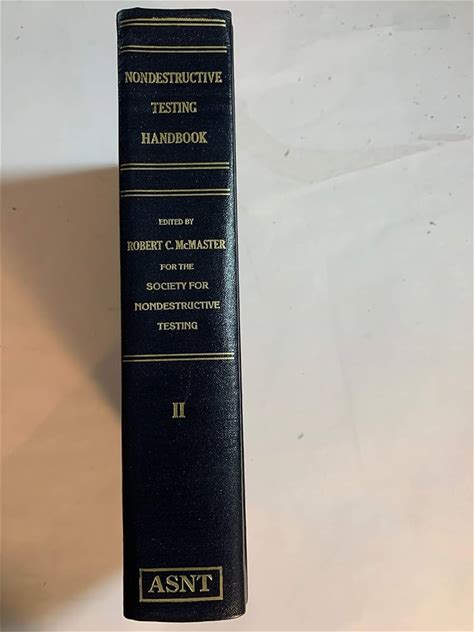 NONDESTRUCTIVE
TESTING
HANDBOOK
EDITED BY
ROBERT C. McMASTER
FOR THE
SOCIETY FOR
NONDESTRUCTIVE
TESTING
II
ASNT